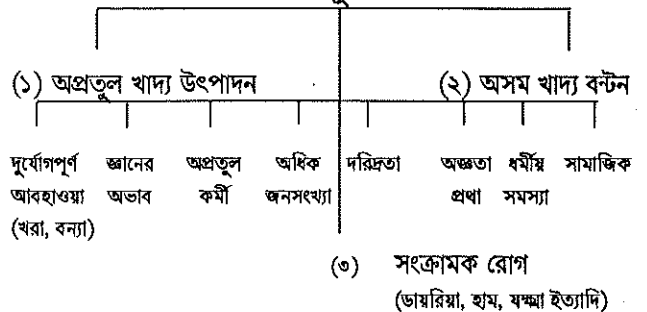 (১) অপ্রতুল খাদ্য উৎপাদন (২) অসম খাদ্য বন্টন
দুর্যোগপূর্ণ জ্ঞানের অপ্রতুল অধিক দরিদ্রতা অজ্ঞতা ধর্মীয় সামাজিক
আবহাওয়া অভাব কর্মী জনসংখ্যা প্রথা সমস্যা
(খরা, বন্যা)
(৩) সংক্রামক রোগ
(ডায়রিয়া, হাম, যক্ষ্মা ইত্যাদি)